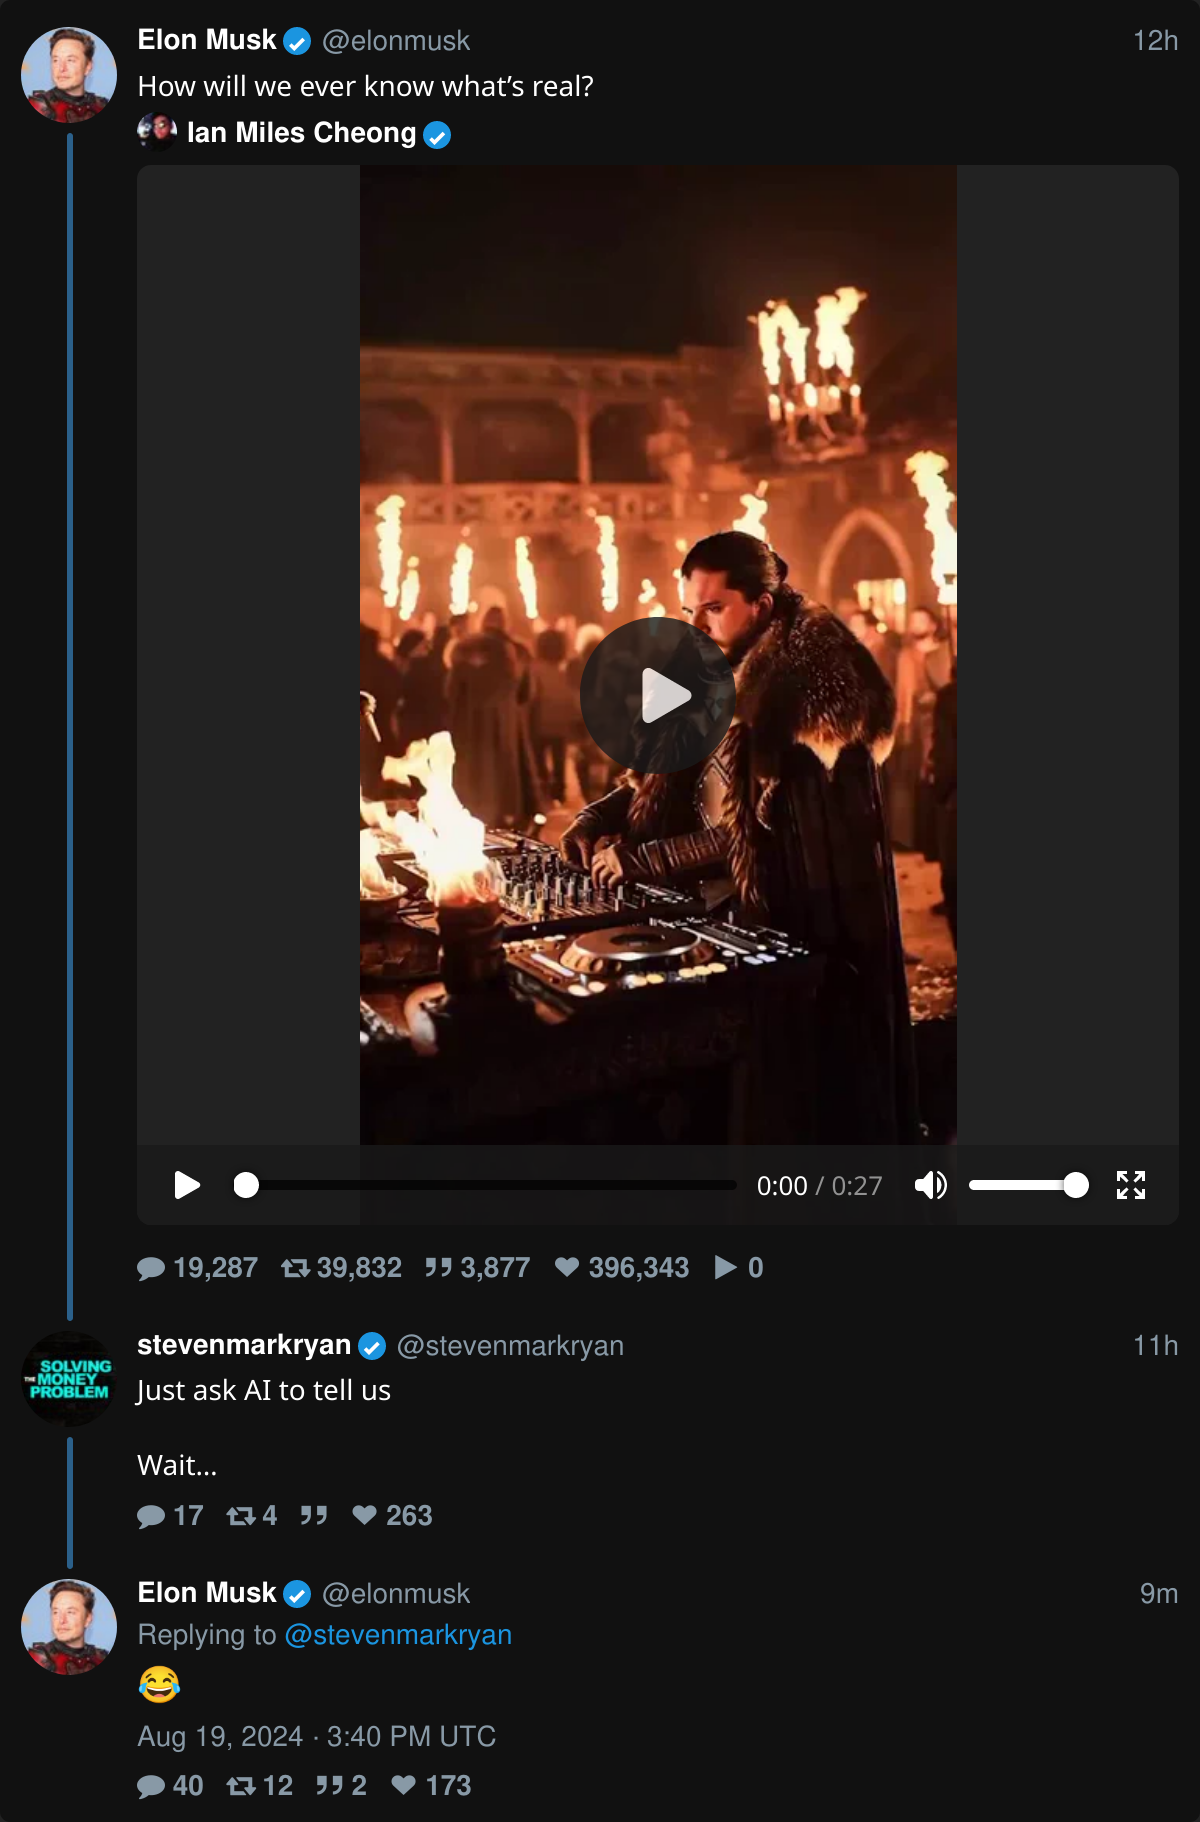 Elon Musk @elonmusk 12h
How will we ever know what’s real?
Ian Miles Cheong
0:00 / 0:27
19,287 39,832 3,877 396,343 0
stevenmarkryan @stevenmarkryan 11h
SOLVING
THE MONEY
PROBLEM
Just ask AI to tell us
Wait...
17 4 263
Elon Musk @elonmusk 9m
Replying to @stevenmarkryan
😂
Aug 19, 2024 · 3:40 PM UTC
40 12 2 173